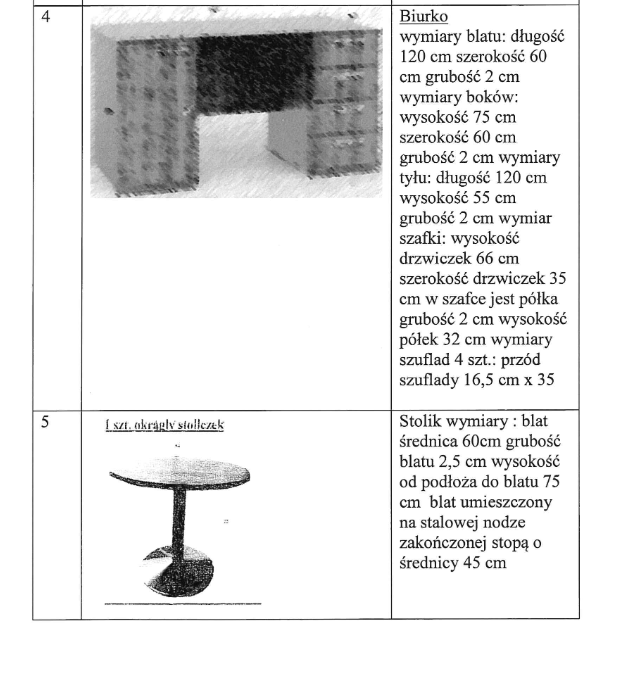 4
Biurko
wymiary blatu: długość
120 cm szerokość 60
cm grubość 2 cm
wymiary boków:
wysokość 75 cm
szerokość 60 cm
grubość 2 cm wymiary
tyłu: długość 120 cm
wysokość 55 cm
grubość 2 cm wymiar
szafki: wysokość
drzwiczek 66 cm
szerokość drzwiczek 35
cm w szafce jest półka
grubość 2 cm wysokość
półek 32 cm wymiary
szuflad 4 szt.: przód
szuflady 16,5 cm x 35
5
1 szt. okrągły stoliczek
Stolik wymiary : blat
średnica 60cm grubość
blatu 2,5 cm wysokość
od podłoża do blatu 75
cm blat umieszczony
na stalowej nodze
zakończonej stopą o
średnicy 45 cm